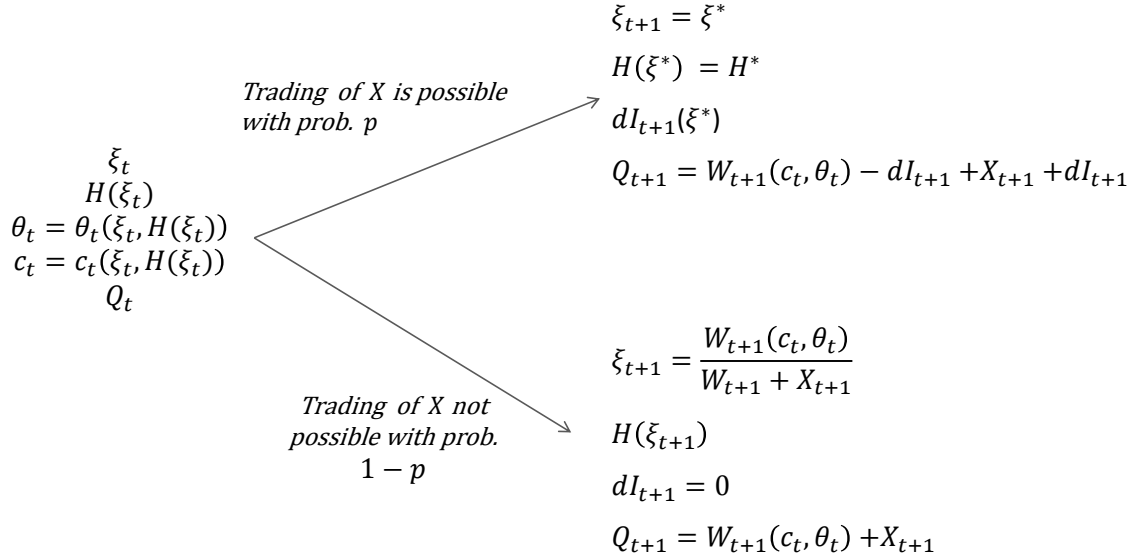 ξ_{t+1} = ξ^*
H(ξ^*) = H^*
Trading of X is possible
with prob. p
dI_{t+1}(ξ^*)
Q_{t+1} = W_{t+1}(c_t, θ_t) − dI_{t+1} +X_{t+1} +dI_{t+1}
ξ_t
H(ξ_t)
θ_t = θ_t(ξ_t, H(ξ_t))
c_t = c_t(ξ_t, H(ξ_t))
Q_t
ξ_{t+1} = \frac{W_{t+1}(c_t, θ_t)}{W_{t+1} + X_{t+1}}
Trading of X not
possible with prob.
1 − p
H(ξ_{t+1})
dI_{t+1} = 0
Q_{t+1} = W_{t+1}(c_t, θ_t) +X_{t+1}